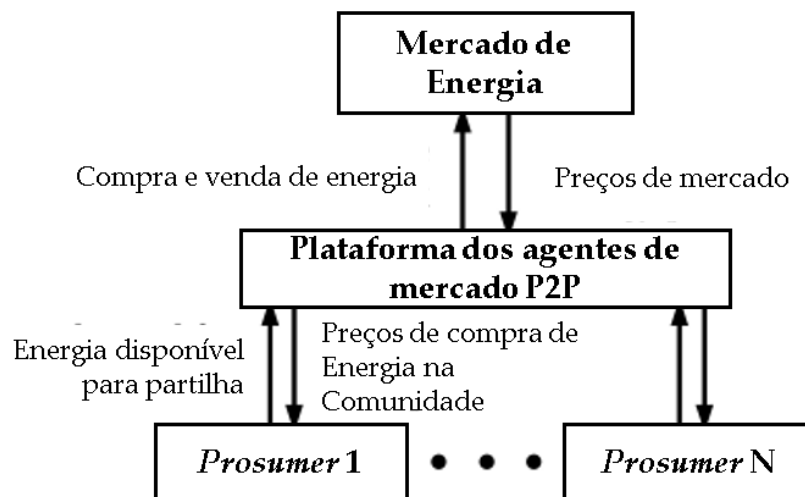 Mercado de
Energia
Compra e venda de energia
Preços de mercado
Plataforma dos agentes de
mercado P2P
Energia disponível
para partilha
Preços de compra de
Energia na
Comunidade
Prosumer 1
Prosumer N